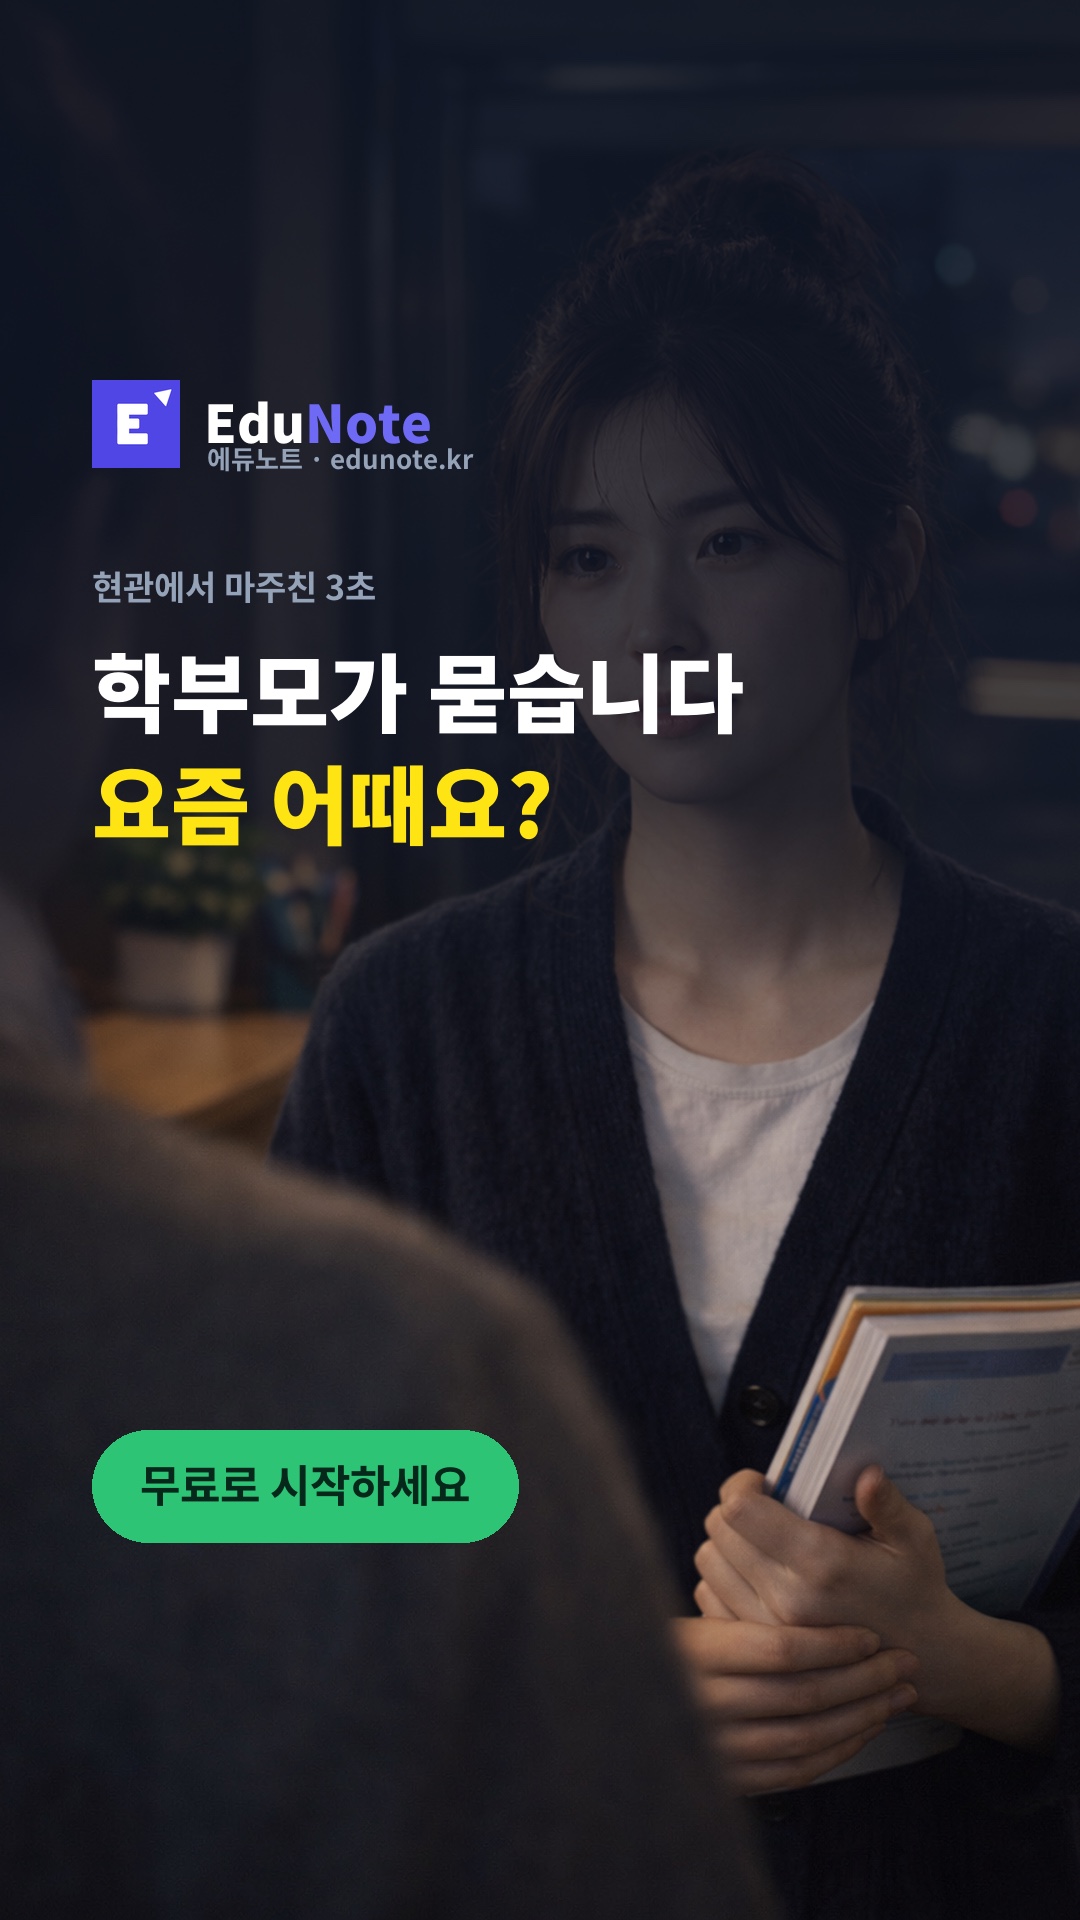 E
EduNote
에듀노트 · edunote.kr
현관에서 마주친 3초
학부모가 묻습니다
요즘 어때요?
무료로 시작하세요